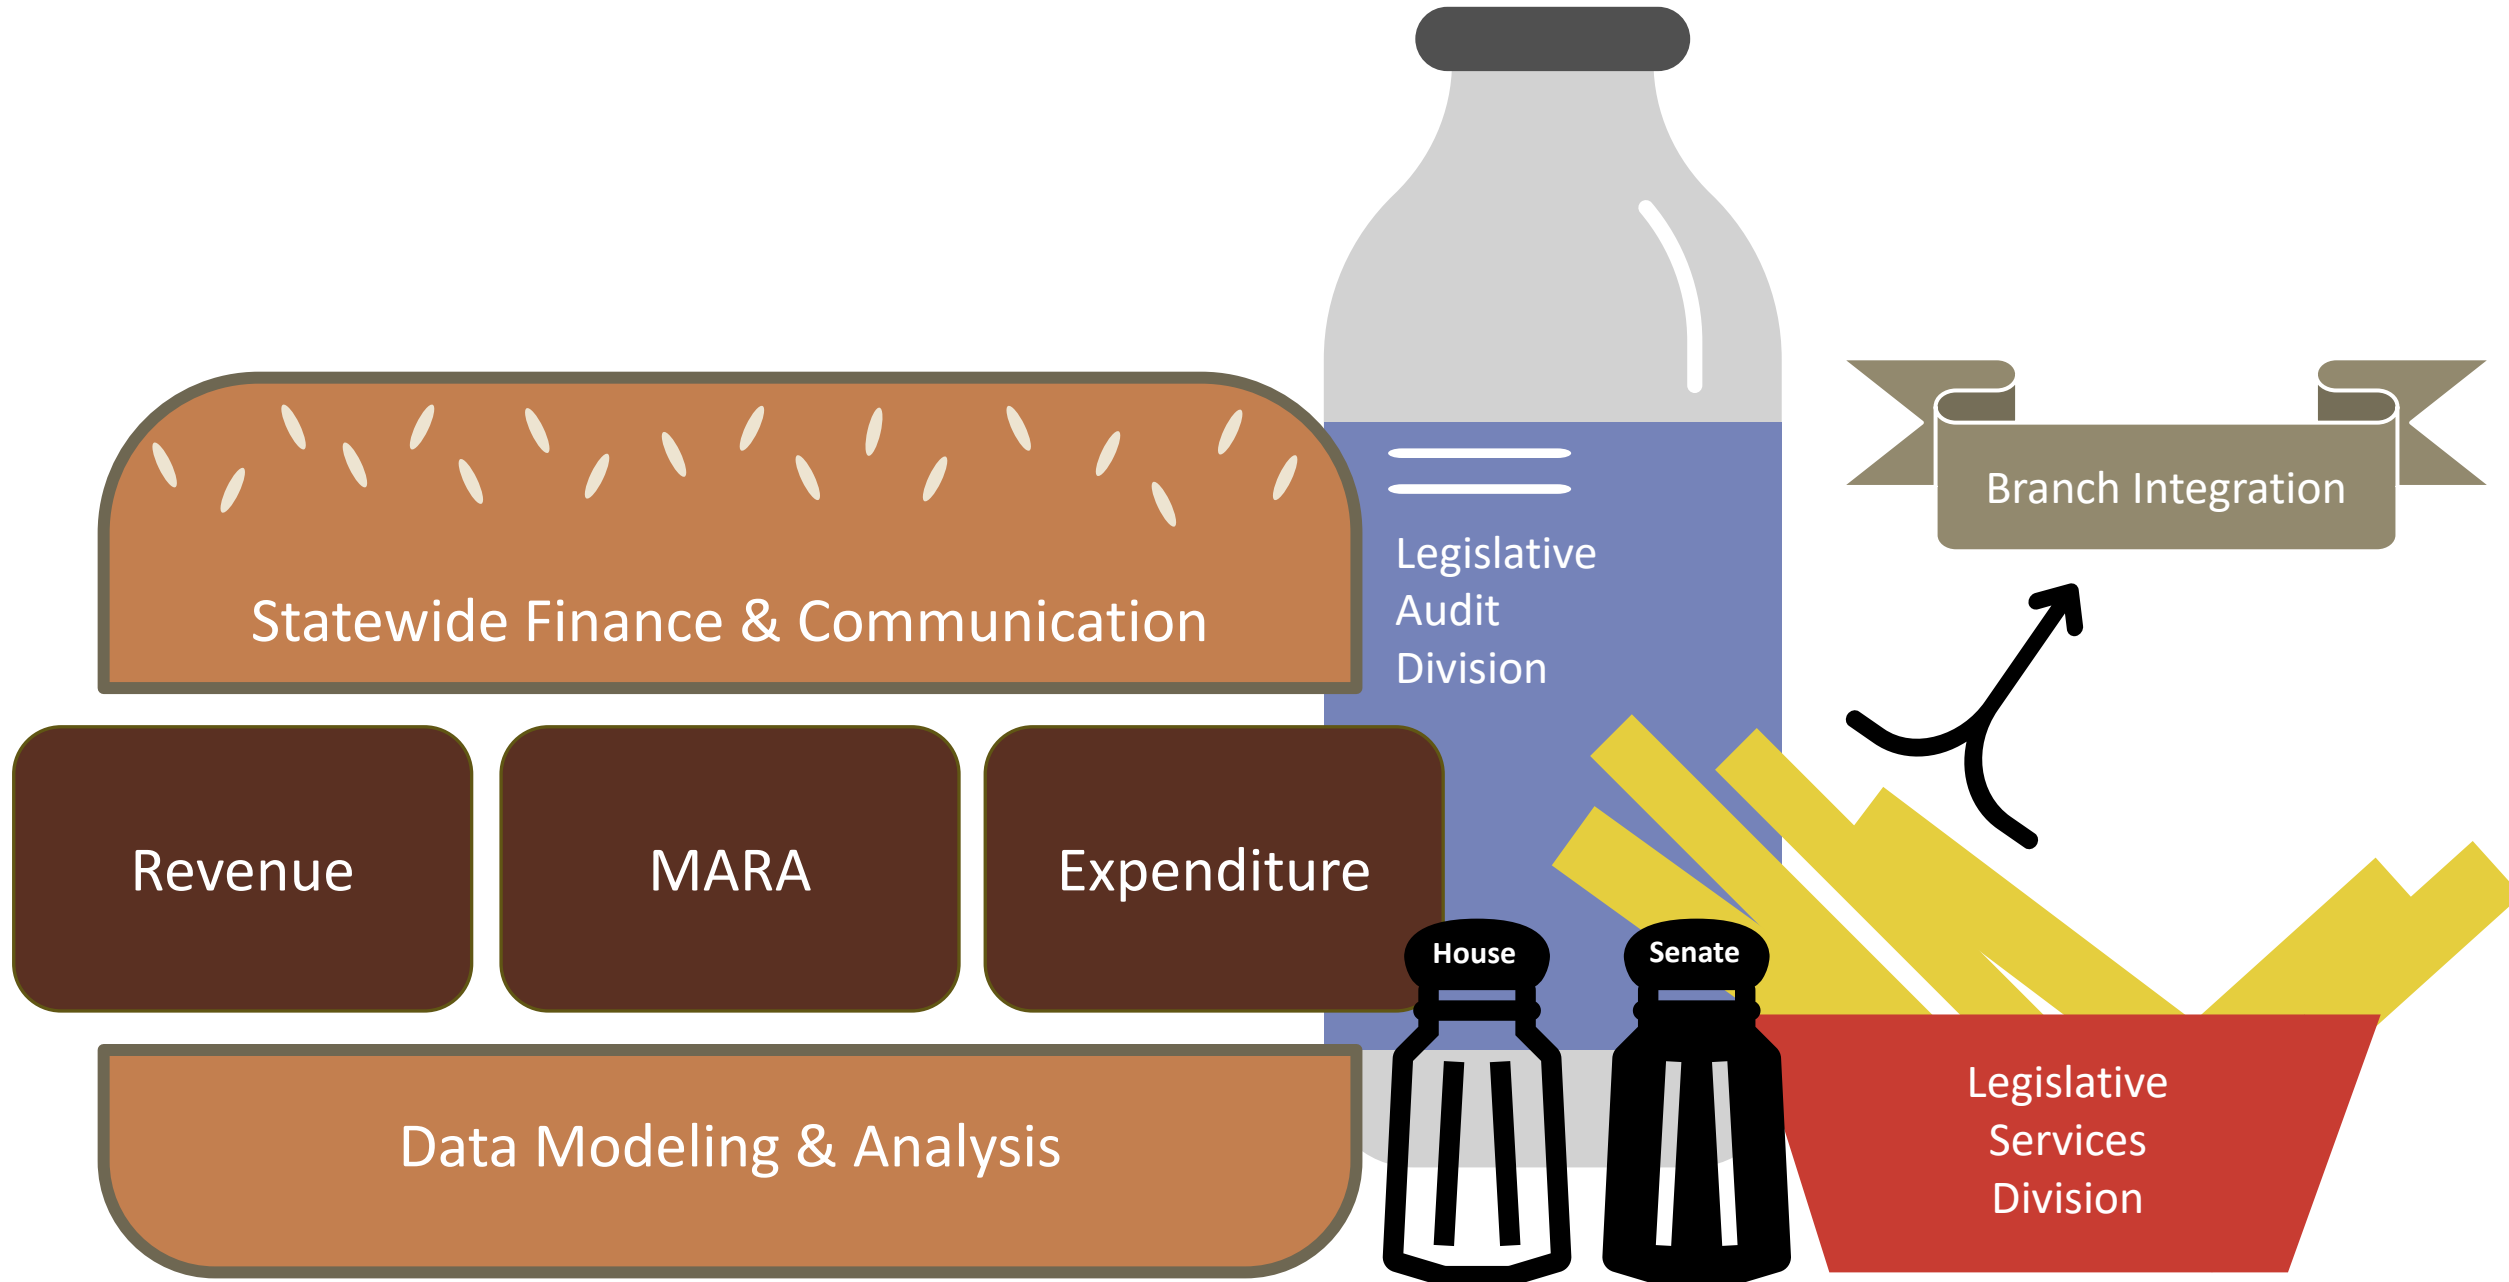 Statewide Finance & Communication
Revenue
MARA
Expenditure
Data Modeling & Analysis
Legislative
Audit
Division
House
Senate
Branch Integration
Legislative
Services
Division